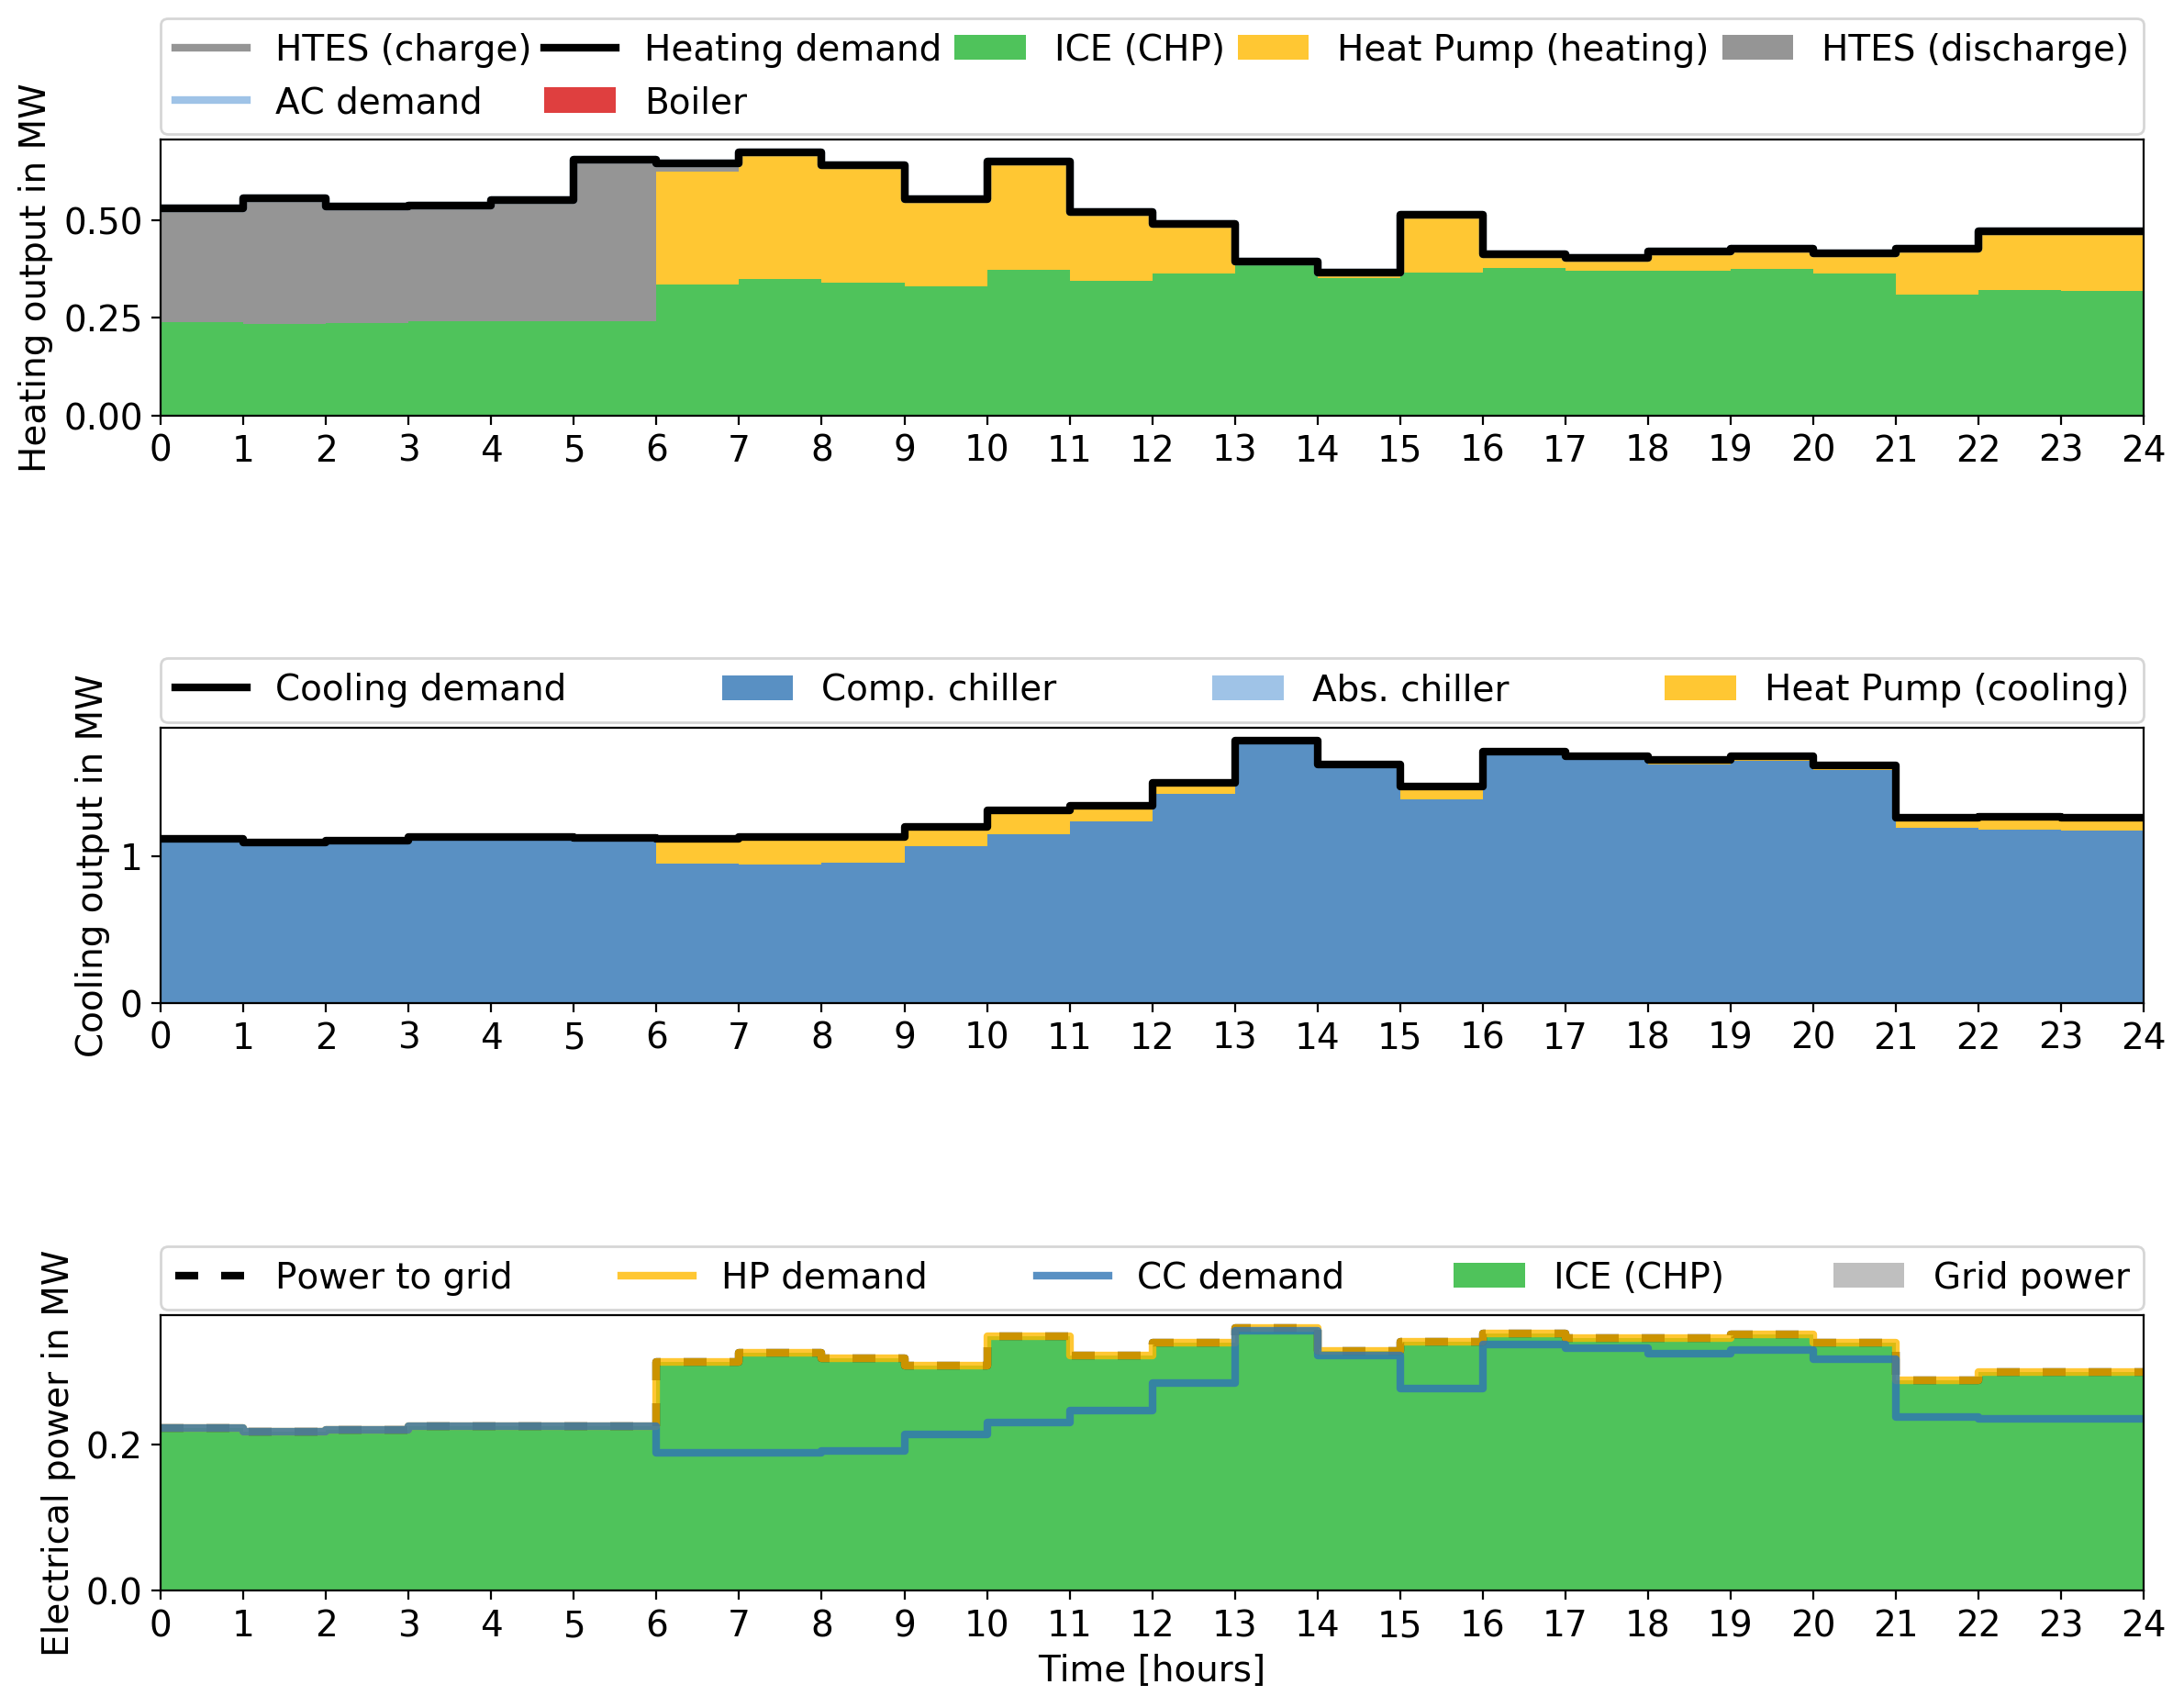 HTES (charge) Heating demand ICE (CHP) Heat Pump (heating) HTES (discharge)
AC demand Boiler
Heating output in MW
0.50
0.25
0.00
0 1 2 3 4 5 6 7 8 9 10 11 12 13 14 15 16 17 18 19 20 21 22 23 24
Cooling demand Comp. chiller Abs. chiller Heat Pump (cooling)
Cooling output in MW
1
0
0 1 2 3 4 5 6 7 8 9 10 11 12 13 14 15 16 17 18 19 20 21 22 23 24
Power to grid HP demand CC demand ICE (CHP) Grid power
Electrical power in MW
0.2
0.0
0 1 2 3 4 5 6 7 8 9 10 11 12 13 14 15 16 17 18 19 20 21 22 23 24
Time [hours]